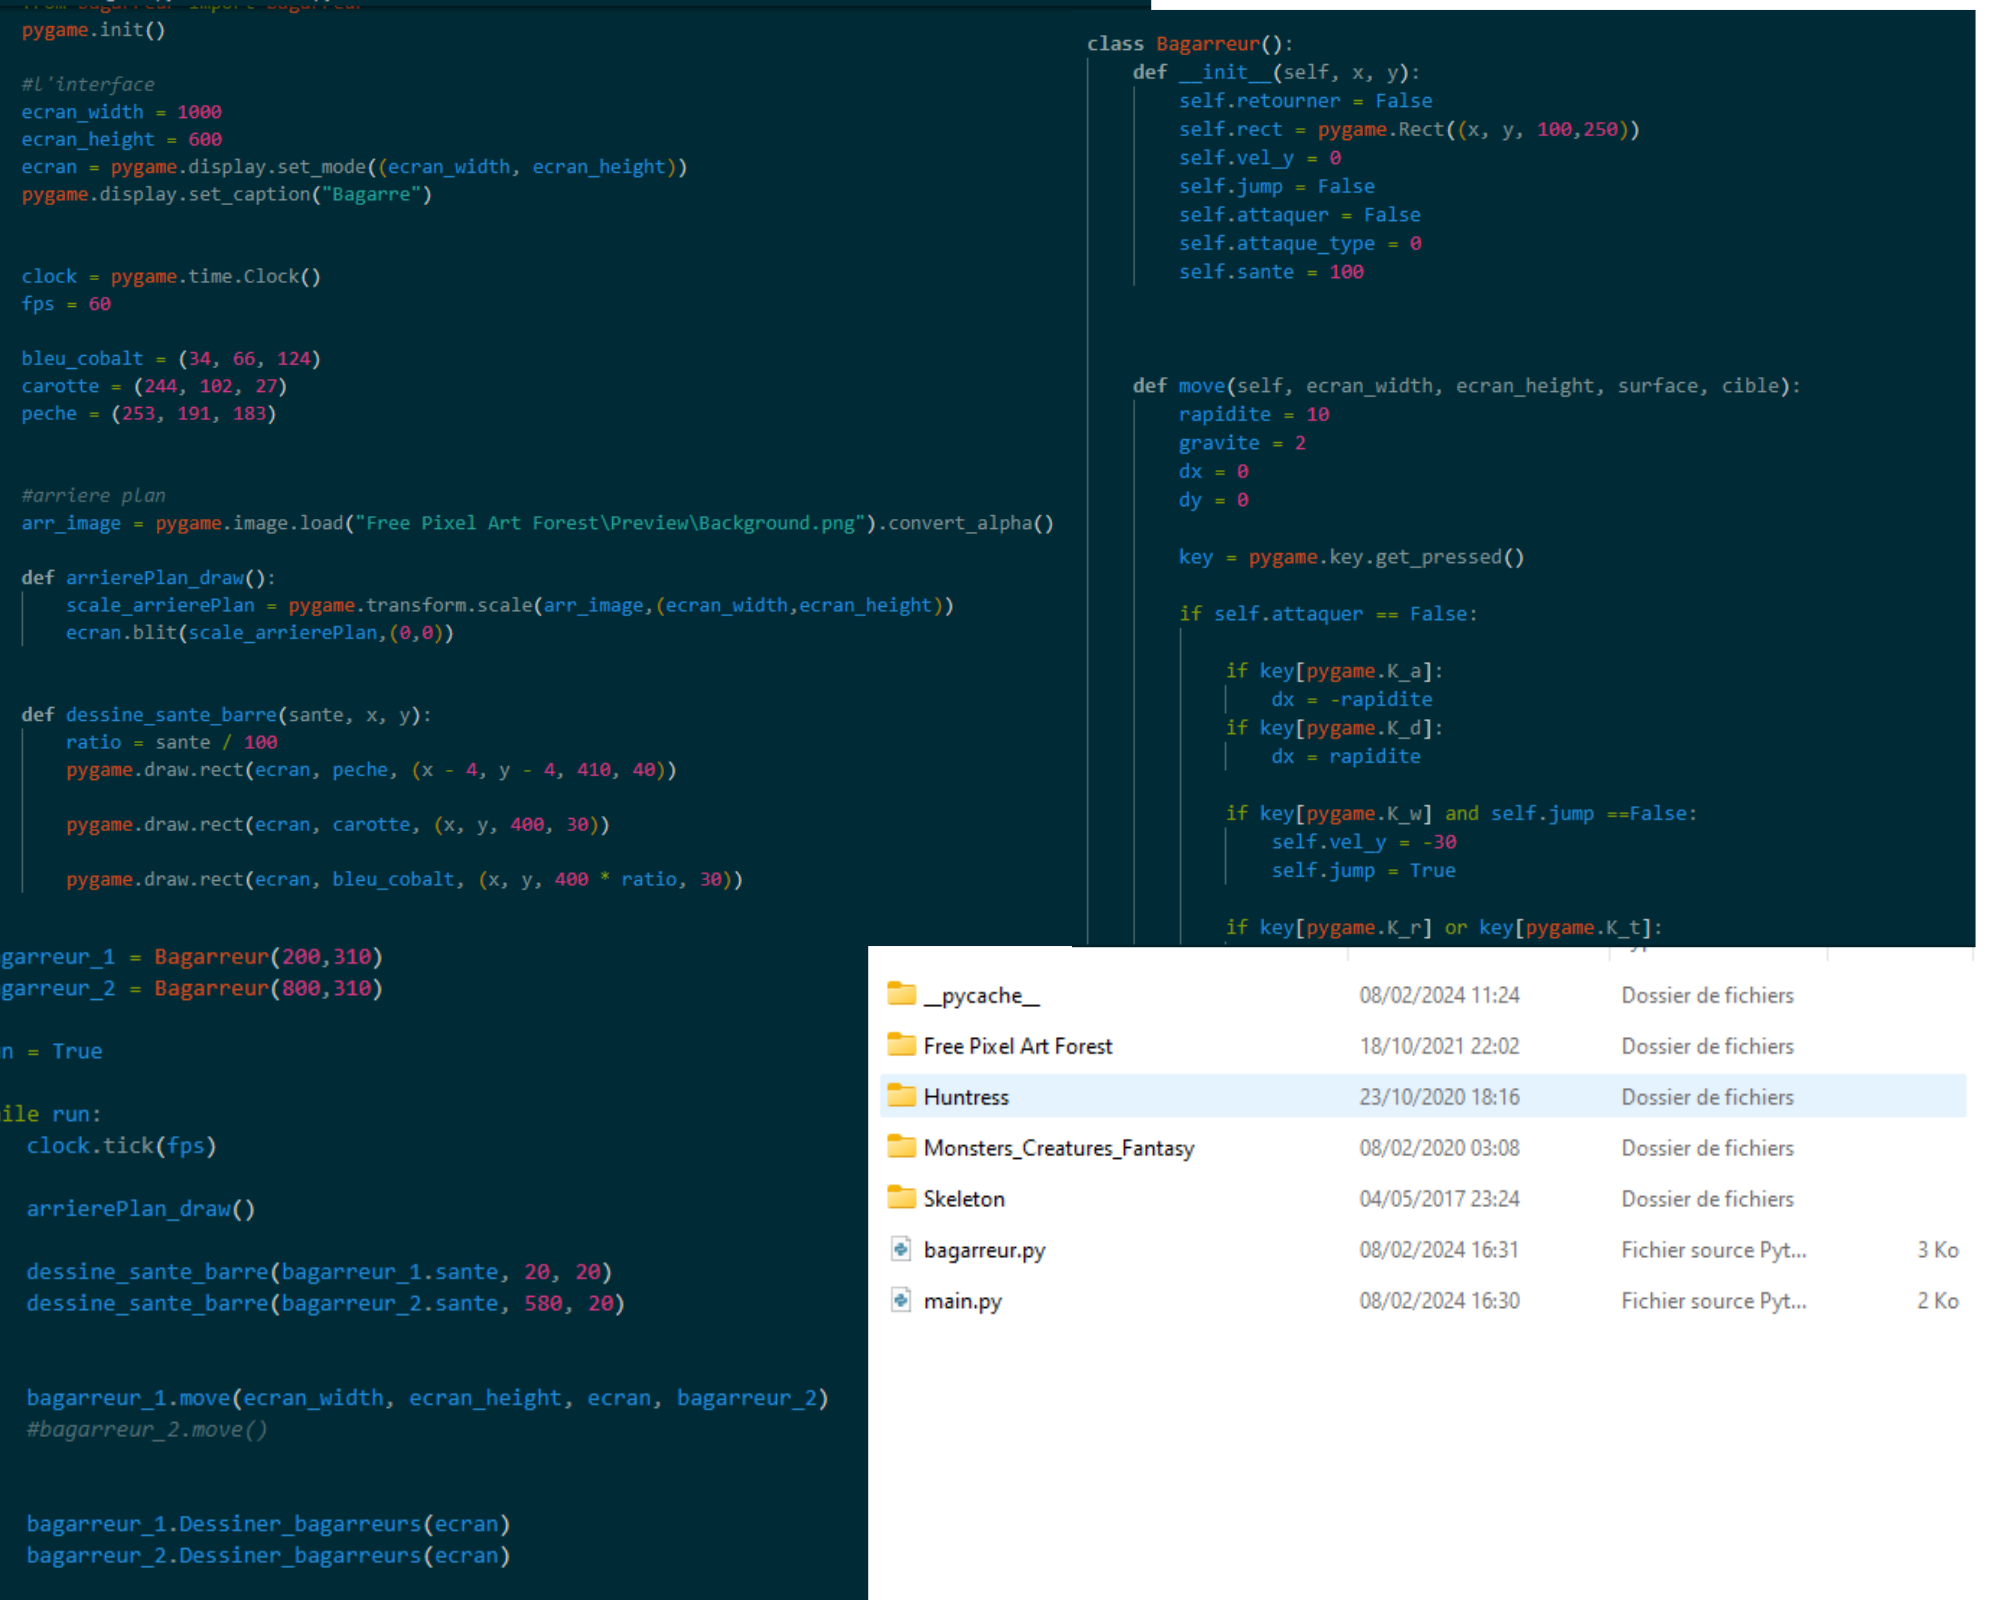 from bagarreur import Bagarreur
pygame.init()
#l'interface
ecran_width = 1000
ecran_height = 600
ecran = pygame.display.set_mode((ecran_width, ecran_height))
pygame.display.set_caption("Bagarre")
clock = pygame.time.Clock()
fps = 60
bleu_cobalt = (34, 66, 124)
carotte = (244, 102, 27)
peche = (253, 191, 183)
#arriere plan
arr_image = pygame.image.load("Free Pixel Art Forest\Preview\Background.png").convert_alpha()
def arrierePlan_draw():
scale_arrierePlan = pygame.transform.scale(arr_image,(ecran_width,ecran_height))
ecran.blit(scale_arrierePlan,(0,0))
def dessine_sante_barre(sante, x, y):
ratio = sante / 100
pygame.draw.rect(ecran, peche, (x - 4, y - 4, 410, 40))
pygame.draw.rect(ecran, carotte, (x, y, 400, 30))
pygame.draw.rect(ecran, bleu_cobalt, (x, y, 400 * ratio, 30))
garreur_1 = Bagarreur(200,310)
garreur_2 = Bagarreur(800,310)
n = True
ile run:
clock.tick(fps)
arrierePlan_draw()
dessine_sante_barre(bagarreur_1.sante, 20, 20)
dessine_sante_barre(bagarreur_2.sante, 580, 20)
bagarreur_1.move(ecran_width, ecran_height, ecran, bagarreur_2)
#bagarreur_2.move()
bagarreur_1.Dessiner_bagarreurs(ecran)
bagarreur_2.Dessiner_bagarreurs(ecran)
class Bagarreur():
def __init__(self, x, y):
self.retourner = False
self.rect = pygame.Rect((x, y, 100,250))
self.vel_y = 0
self.jump = False
self.attaquer = False
self.attaque_type = 0
self.sante = 100
def move(self, ecran_width, ecran_height, surface, cible):
rapidite = 10
gravite = 2
dx = 0
dy = 0
key = pygame.key.get_pressed()
if self.attaquer == False:
if key[pygame.K_a]:
dx = -rapidite
if key[pygame.K_d]:
dx = rapidite
if key[pygame.K_w] and self.jump ==False:
self.vel_y = -30
self.jump = True
if key[pygame.K_r] or key[pygame.K_t]:
__pycache__ 08/02/2024 11:24 Dossier de fichiers
Free Pixel Art Forest 18/10/2021 22:02 Dossier de fichiers
Huntress 23/10/2020 18:16 Dossier de fichiers
Monsters_Creatures_Fantasy 08/02/2020 03:08 Dossier de fichiers
Skeleton 04/05/2017 23:24 Dossier de fichiers
bagarreur.py 08/02/2024 16:31 Fichier source Pyt... 3 Ko
main.py 08/02/2024 16:30 Fichier source Pyt... 2 Ko